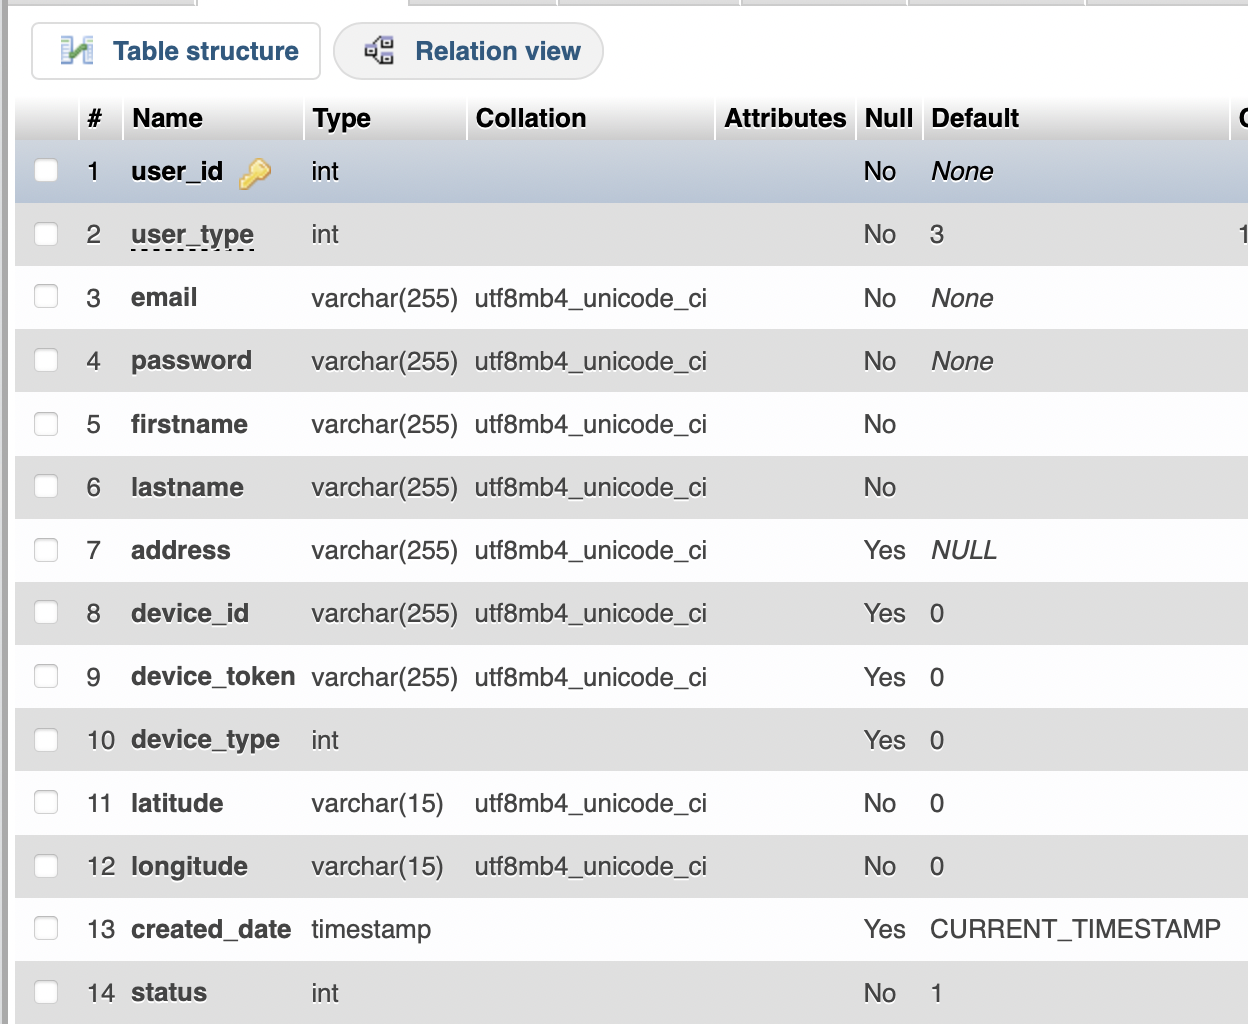 Table structure Relation view
# Name Type Collation Attributes Null Default
1 user_id int No None
2 user_type int No 3
3 email varchar(255) utf8mb4_unicode_ci No None
4 password varchar(255) utf8mb4_unicode_ci No None
5 firstname varchar(255) utf8mb4_unicode_ci No
6 lastname varchar(255) utf8mb4_unicode_ci No
7 address varchar(255) utf8mb4_unicode_ci Yes NULL
8 device_id varchar(255) utf8mb4_unicode_ci Yes 0
9 device_token varchar(255) utf8mb4_unicode_ci Yes 0
10 device_type int Yes 0
11 latitude varchar(15) utf8mb4_unicode_ci No 0
12 longitude varchar(15) utf8mb4_unicode_ci No 0
13 created_date timestamp Yes CURRENT_TIMESTAMP
14 status int No 1